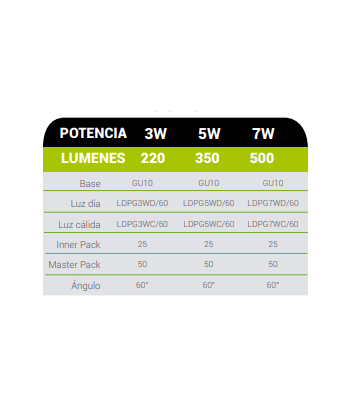 POTENCIA 3W 5W 7W
LUMENES 220 350 500
Base GU10 GU10 GU10
Luz día LDPG3WD/60 LDPG5WD/60 LDPG7WD/60
Luz cálida LDPG3WC/60 LDPG5WC/60 LDPG7WC/60
Inner Pack 25 25 25
Master Pack 50 50 50
Ángulo 60° 60° 60°